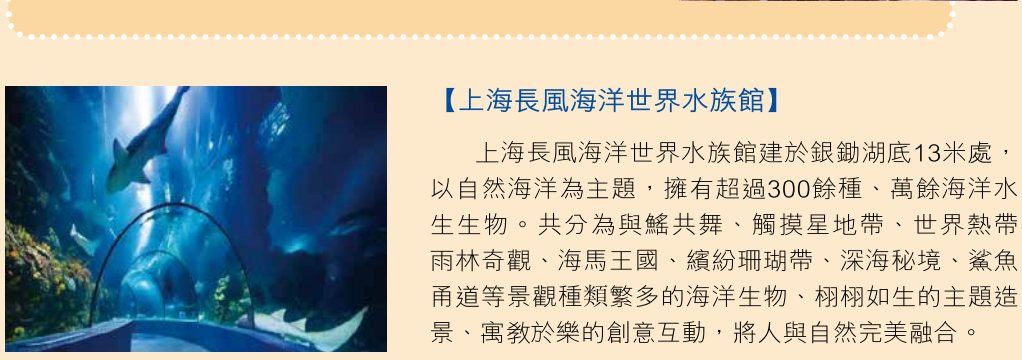 【上海長風海洋世界水族館】
上海長風海洋世界水族館建於銀鋤湖底13米處，
以自然海洋為主題，擁有超過300餘種、萬餘海洋水
生生物。共分為與鰩共舞、觸摸星地帶、世界熱帶
雨林奇觀、海馬王國、繽紛珊瑚帶、深海秘境、鯊魚
甬道等景觀種類繁多的海洋生物、栩栩如生的主題造
景、寓教於樂的創意互動，將人與自然完美融合。